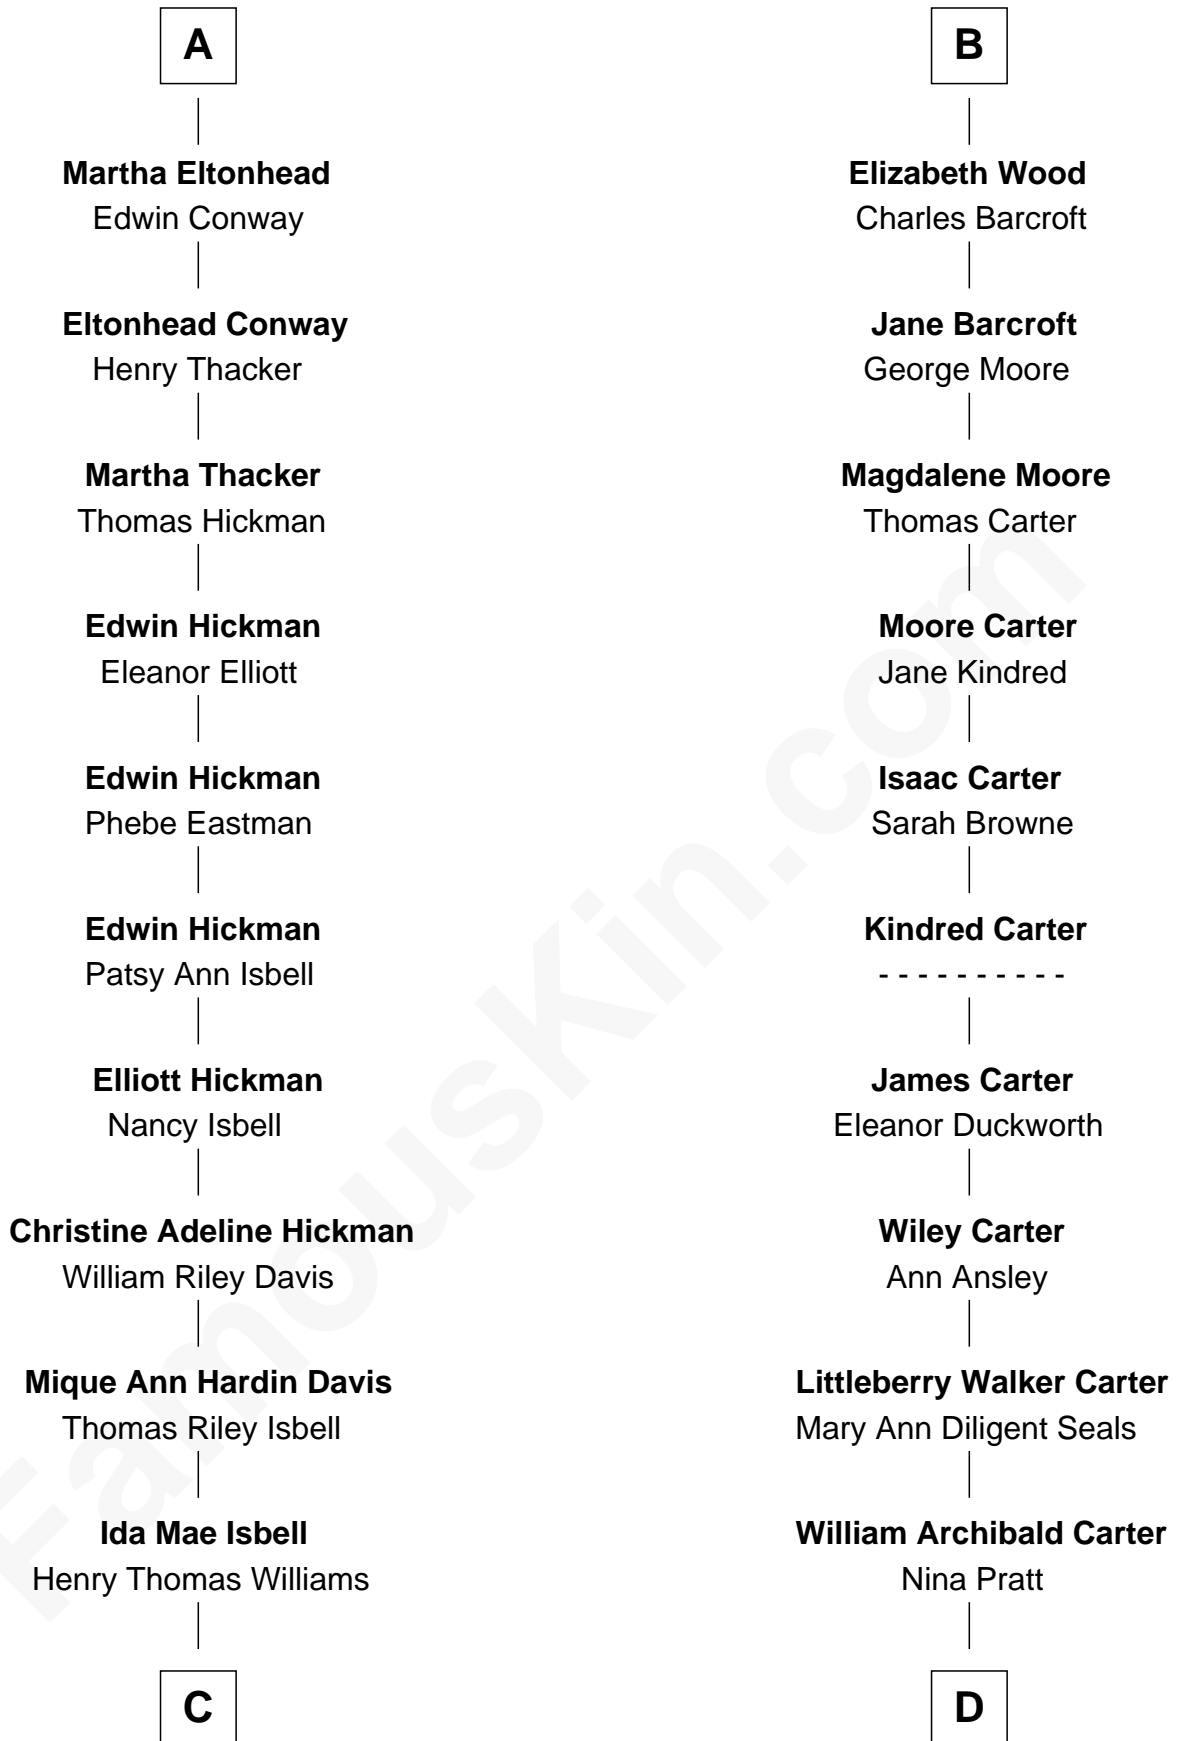 A
Martha Eltonhead
Edwin Conway
Eltonhead Conway
Henry Thacker
Martha Thacker
Thomas Hickman
Edwin Hickman
Eleanor Elliott
Edwin Hickman
Phebe Eastman
Edwin Hickman
Patsy Ann Isbell
Elliott Hickman
Nancy Isbell
Christine Adeline Hickman
William Riley Davis
Mique Ann Hardin Davis
Thomas Riley Isbell
Ida Mae Isbell
Henry Thomas Williams
C
B
Elizabeth Wood
Charles Barcroft
Jane Barcroft
George Moore
Magdalene Moore
Thomas Carter
Moore Carter
Jane Kindred
Isaac Carter
Sarah Browne
Kindred Carter
- - - - - - - - - -
James Carter
Eleanor Duckworth
Wiley Carter
Ann Ansley
Littleberry Walker Carter
Mary Ann Diligent Seals
William Archibald Carter
Nina Pratt
D
FamousKin.com